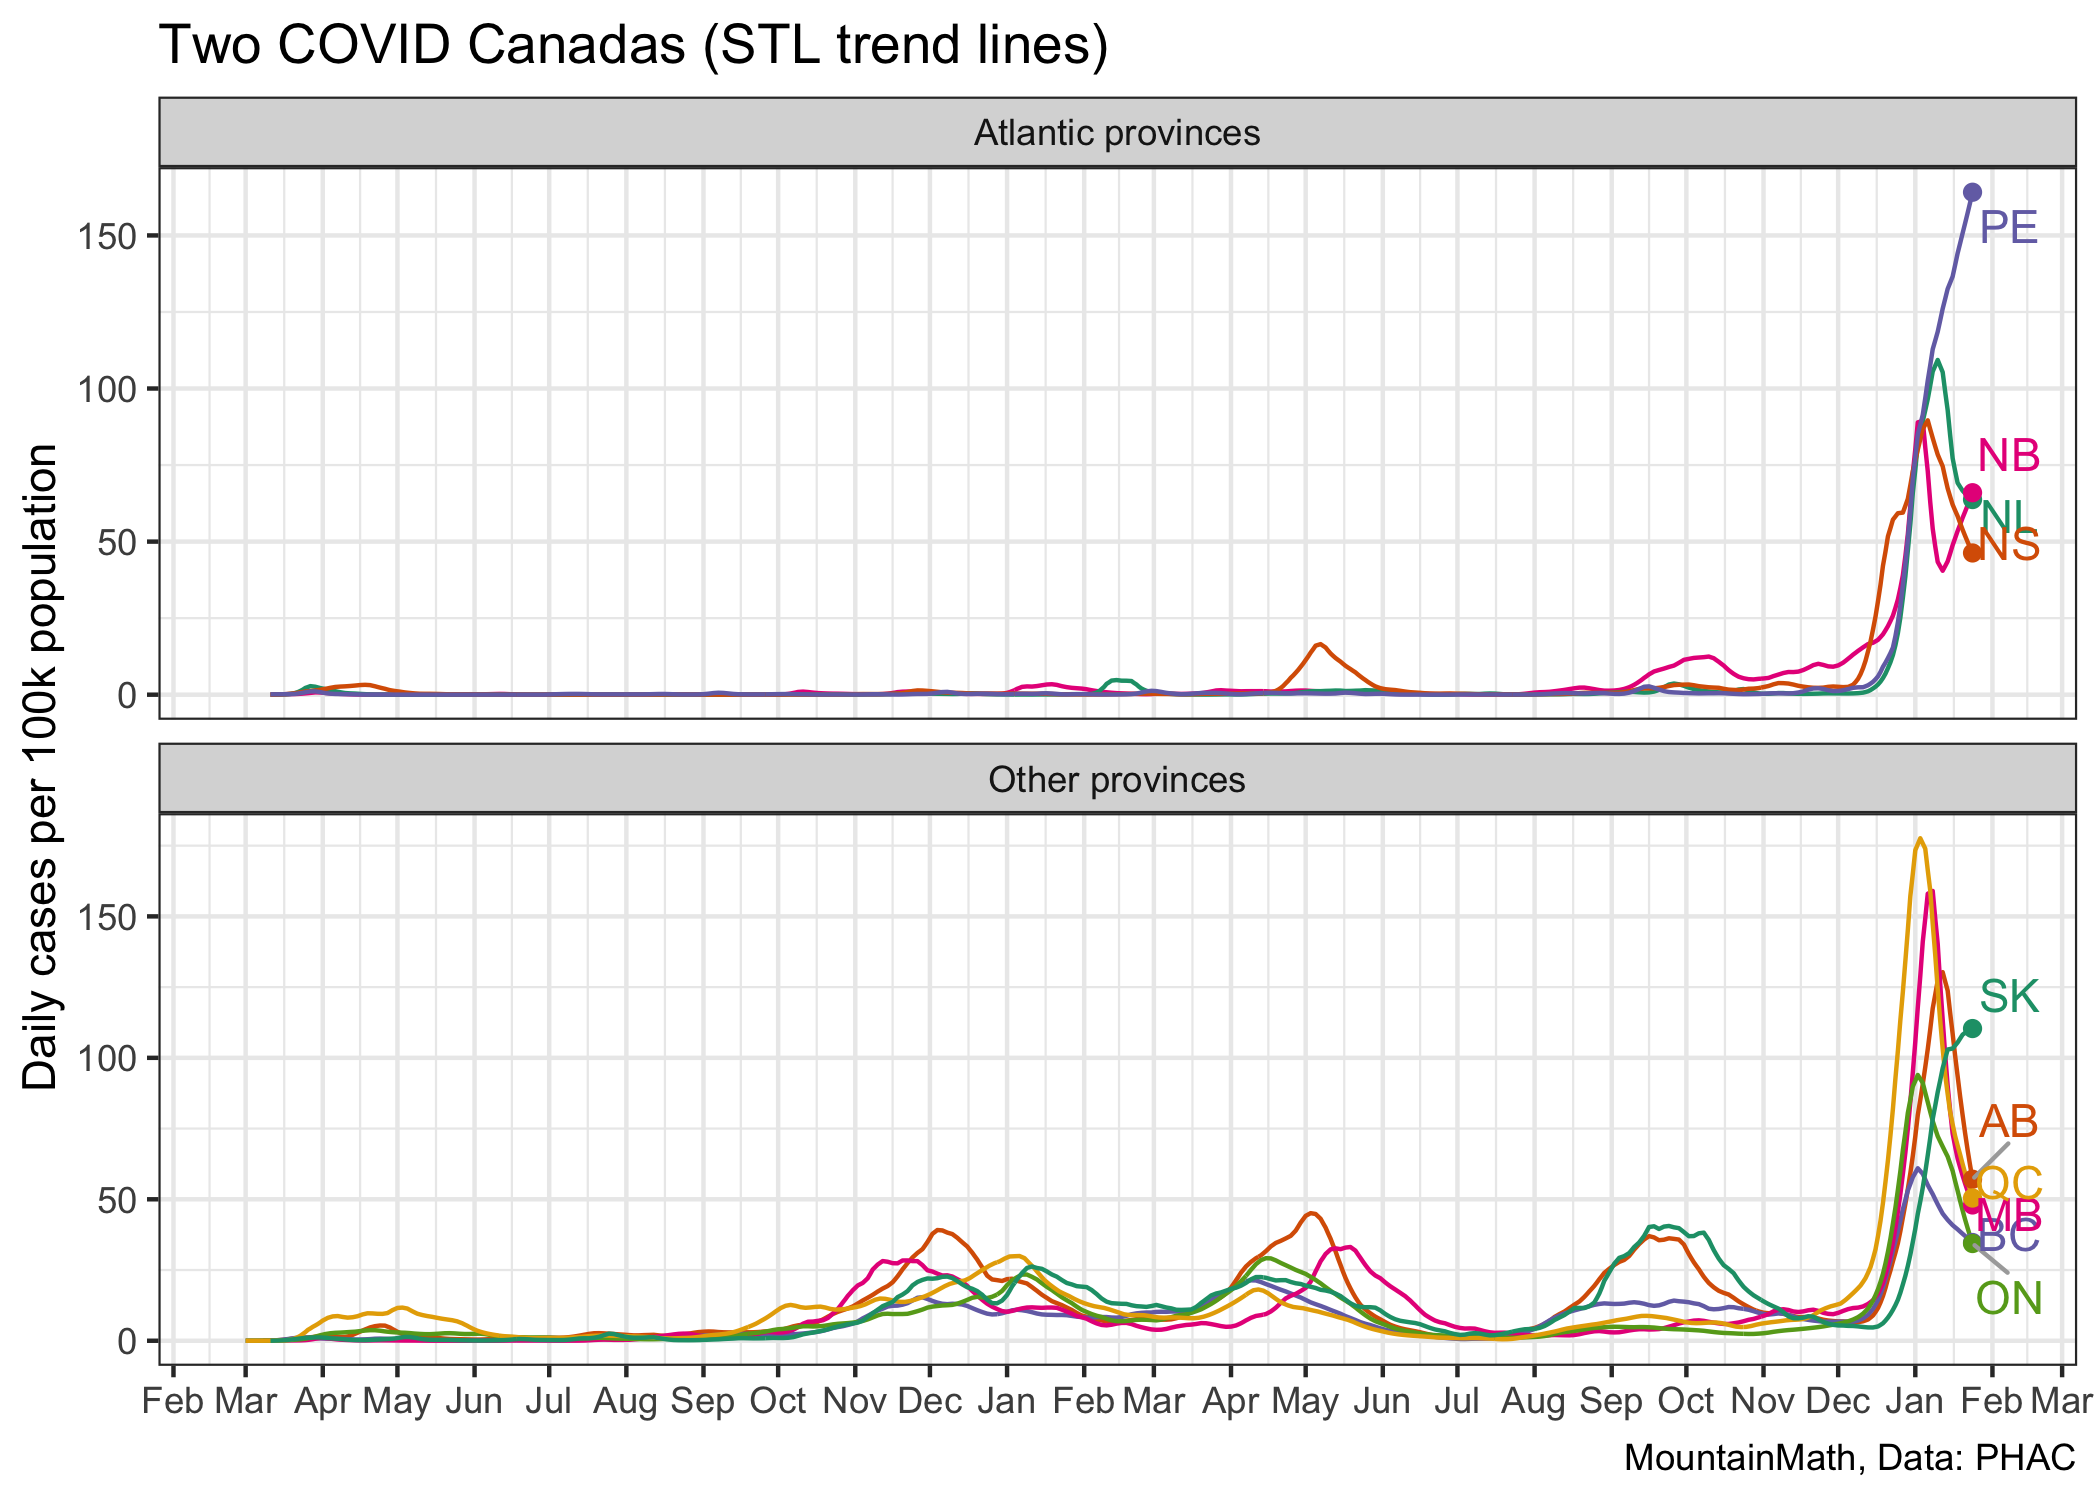 Two COVID Canadas (STL trend lines)
Atlantic provinces
150
100
50
0
PE
NB
NL
NS
Daily cases per 100k population
Other provinces
150
100
50
0
SK
AB
QC
MB
BC
ON
Feb Mar Apr May Jun Jul Aug Sep Oct Nov Dec Jan Feb Mar Apr May Jun Jul Aug Sep Oct Nov Dec Jan Feb Mar
MountainMath, Data: PHAC